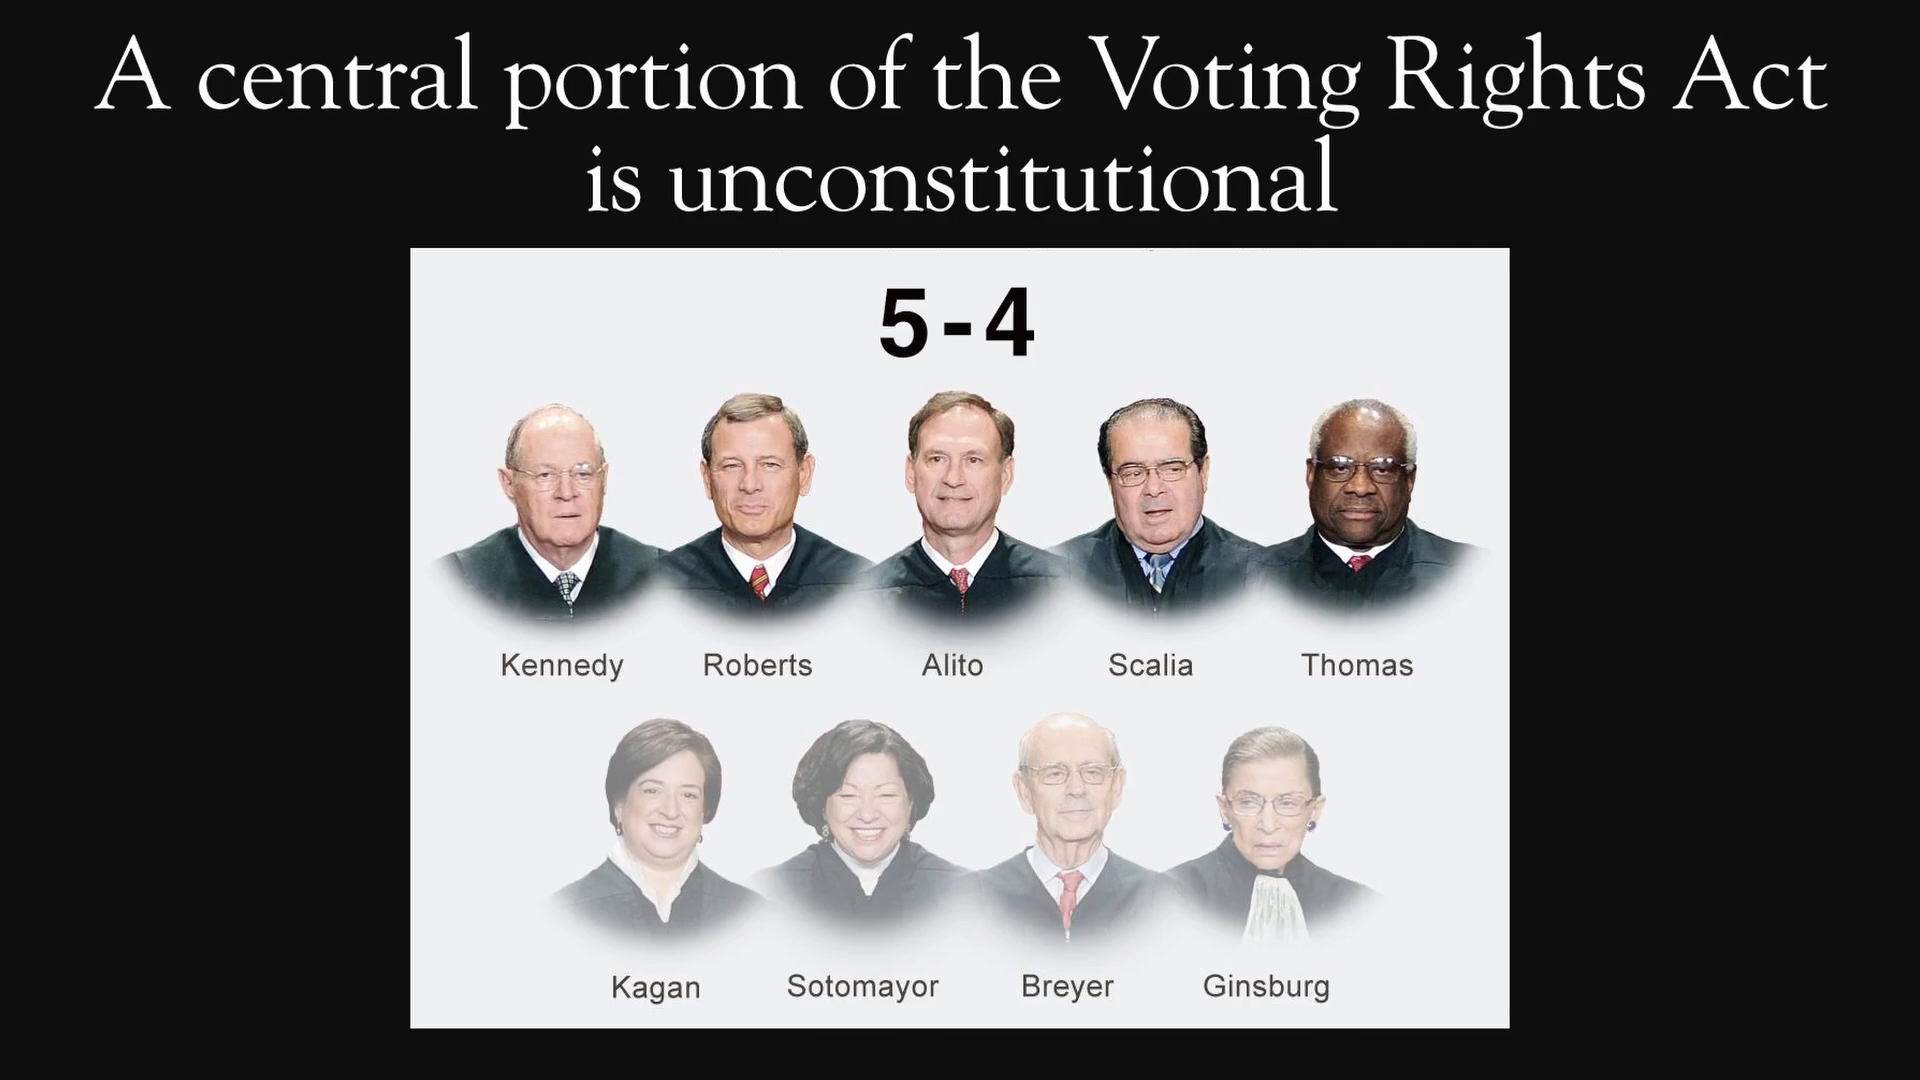 A central portion of the Voting Rights Act
is unconstitutional
5-4
Kennedy Roberts Alito Scalia Thomas
Kagan Sotomayor Breyer Ginsburg